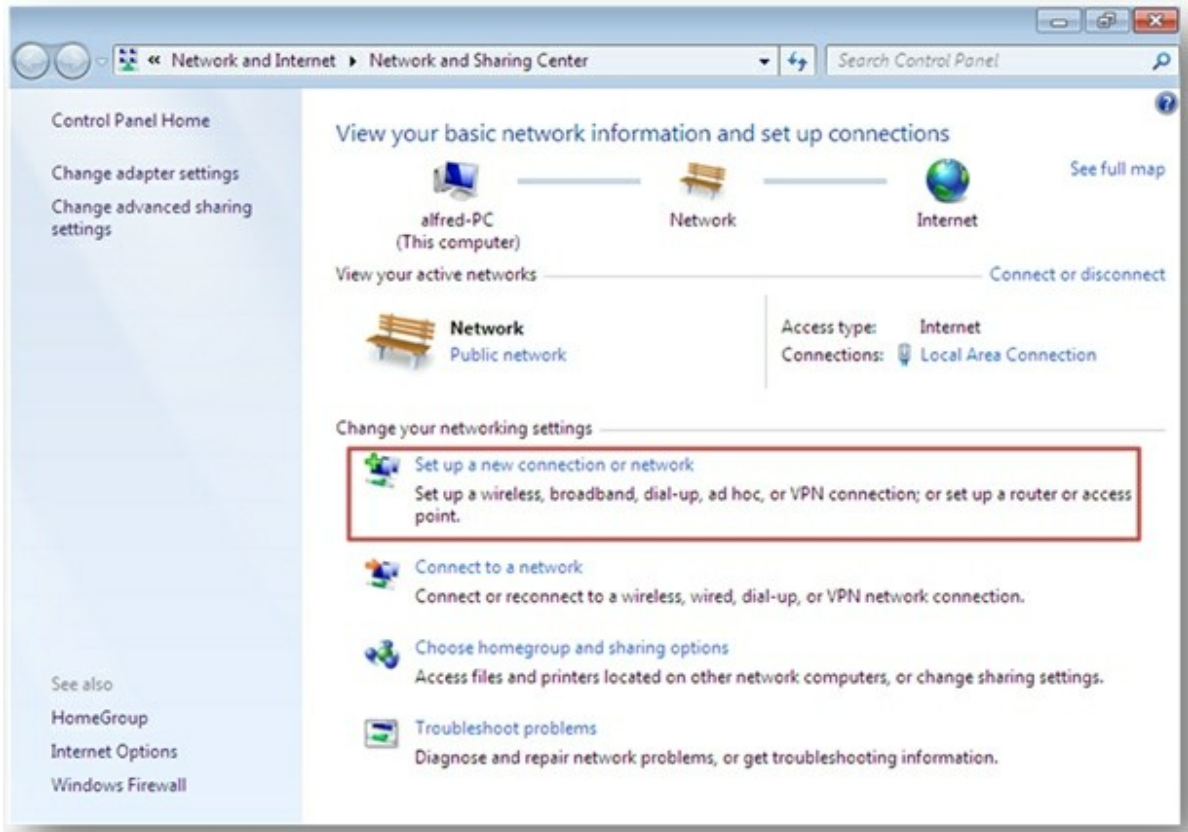 « Network and Internet ▸ Network and Sharing Center
Search Control Panel
Control Panel Home
Change adapter settings
Change advanced sharing
settings
See also
HomeGroup
Internet Options
Windows Firewall
View your basic network information and set up connections
See full map
alfred-PC
(This computer)
Network
Internet
View your active networks
Connect or disconnect
Network
Public network
Access type: Internet
Connections: Local Area Connection
Change your networking settings
Set up a new connection or network
Set up a wireless, broadband, dial-up, ad hoc, or VPN connection; or set up a router or access
point.
Connect to a network
Connect or reconnect to a wireless, wired, dial-up, or VPN network connection.
Choose homegroup and sharing options
Access files and printers located on other network computers, or change sharing settings.
Troubleshoot problems
Diagnose and repair network problems, or get troubleshooting information.